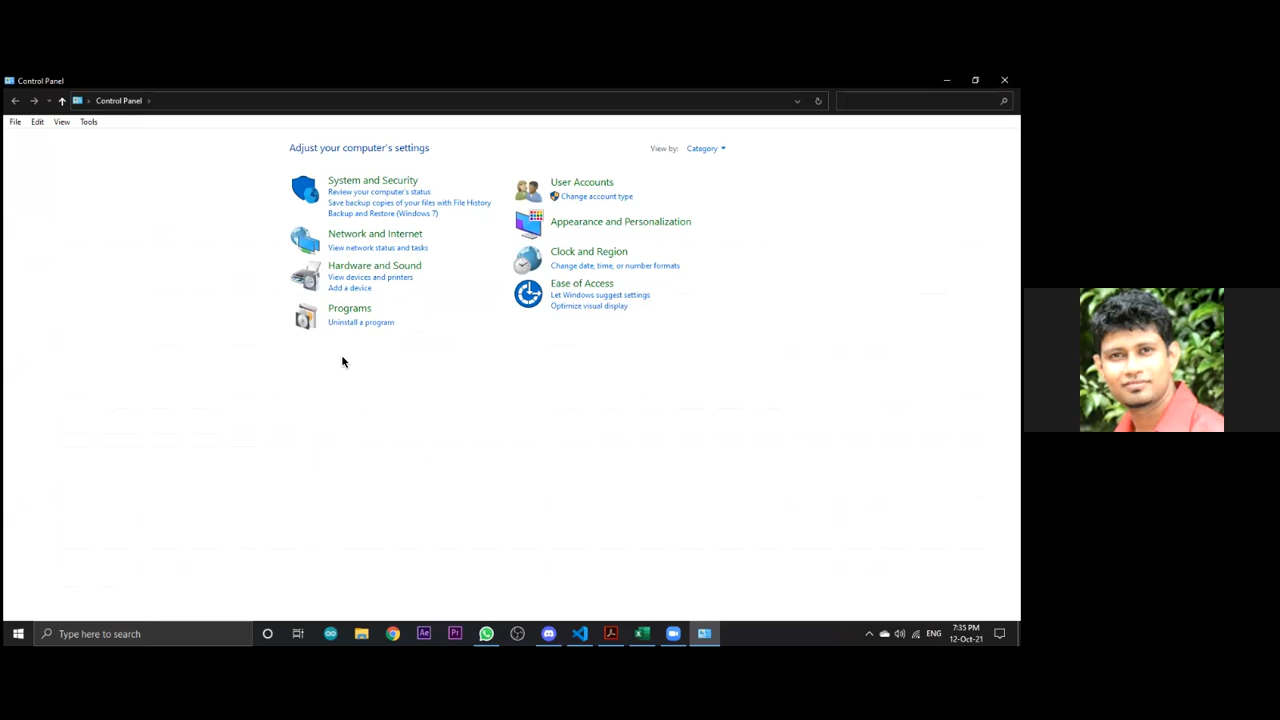 Control Panel
Control Panel
File Edit View Tools
Adjust your computer's settings
View by: Category
System and Security
Review your computer's status
Save backup copies of your files with File History
Backup and Restore (Windows 7)
Network and Internet
View network status and tasks
Hardware and Sound
View devices and printers
Add a device
Programs
Uninstall a program
User Accounts
Change account type
Appearance and Personalization
Clock and Region
Change date, time, or number formats
Ease of Access
Let Windows suggest settings
Optimize visual display
Type here to search
Ae
Pr
ENG
7:35 PM
12-Oct-21